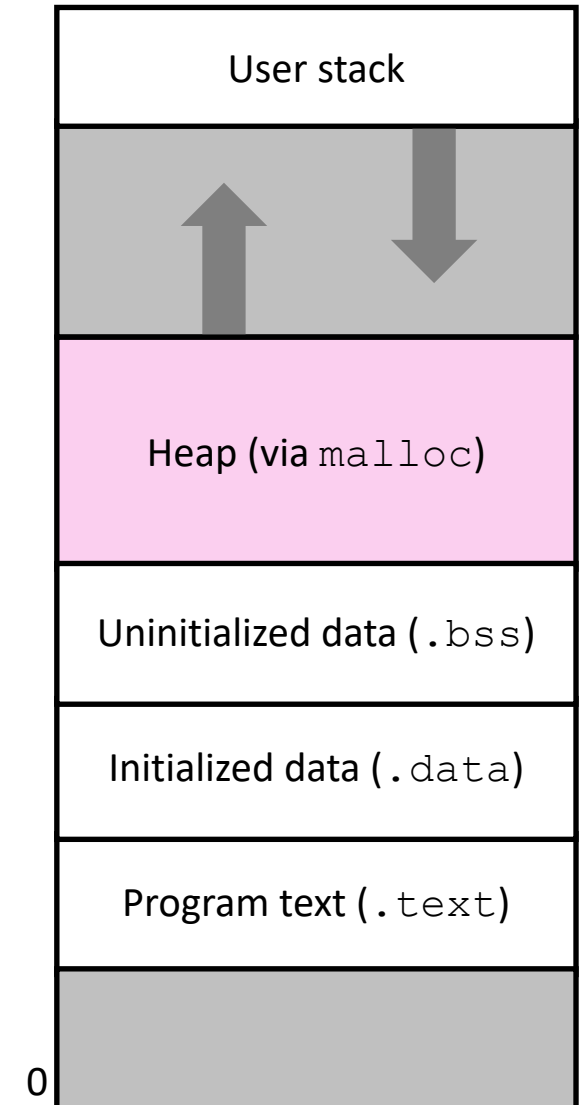 User stack
Heap (via malloc)
Uninitialized data (.bss)
Initialized data (.data)
Program text (.text)
0